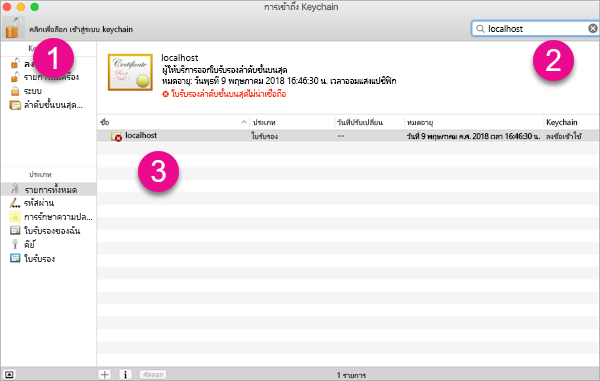 การเข้าถึง Keychain
คลิกเพื่อล็อก เข้าสู่ระบบ keychain
localhost
1
2
รายการในเครื่อง
ระบบ
ลำดับชั้นบนสุด...
localhost
ผู้ให้บริการออกใบรับรองลำดับชั้นบนสุด
หมดอายุ: วันพุธที่ 9 พฤษภาคม 2018 16:46:30 น. เวลาออมแสงแปซิฟิก
ใบรับรองลำดับชั้นบนสุดไม่น่าเชื่อถือ
Certificate
ชื่อ ประเภท วันที่ปรับเปลี่ยน หมดอายุ Keychain
localhost ใบรับรอง -- วันที่ 9 พฤษภาคม ค.ศ. 2018 เวลา 16:46:30 น. ลงชื่อเข้าใช้
3
ประเภท
รายการทั้งหมด
รหัสผ่าน
การรักษาความปล...
ใบรับรองของฉัน
คีย์
ใบรับรอง
คัดลอก
1 รายการ